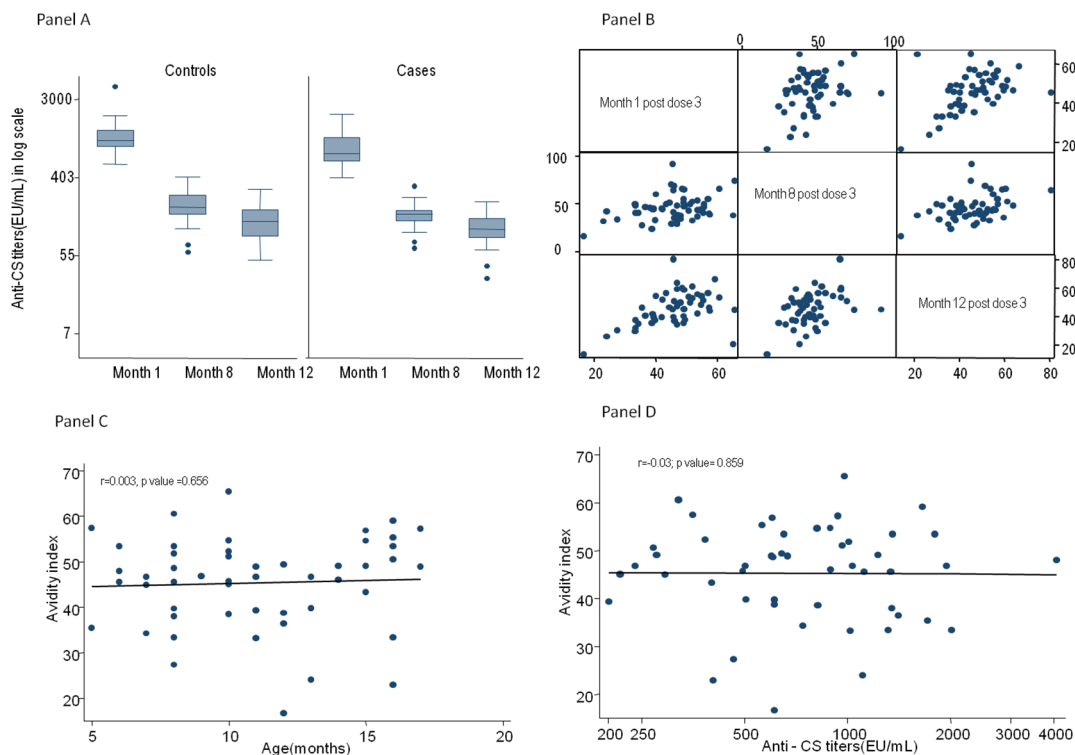 Panel A
Controls
Cases
Anti-CS titers(EU/mL) in log scale
3000
403
55
7
Month 1
Month 8
Month 12
Month 1
Month 8
Month 12
Panel B
0
50
100
Month 1 post dose 3
60
40
20
100
50
0
Month 8 post dose 3
Month 12 post dose 3
80
60
40
20
20
40
60
20
40
60
80
Panel C
r=0.003, p value =0.656
Avidity index
70
60
50
40
30
20
5
10
15
20
Age(months)
Panel D
r=-0.03; p value= 0.859
Avidity index
70
60
50
40
30
20
200
250
500
1000
2000
3000
4000
Anti - CS titers(EU/mL)